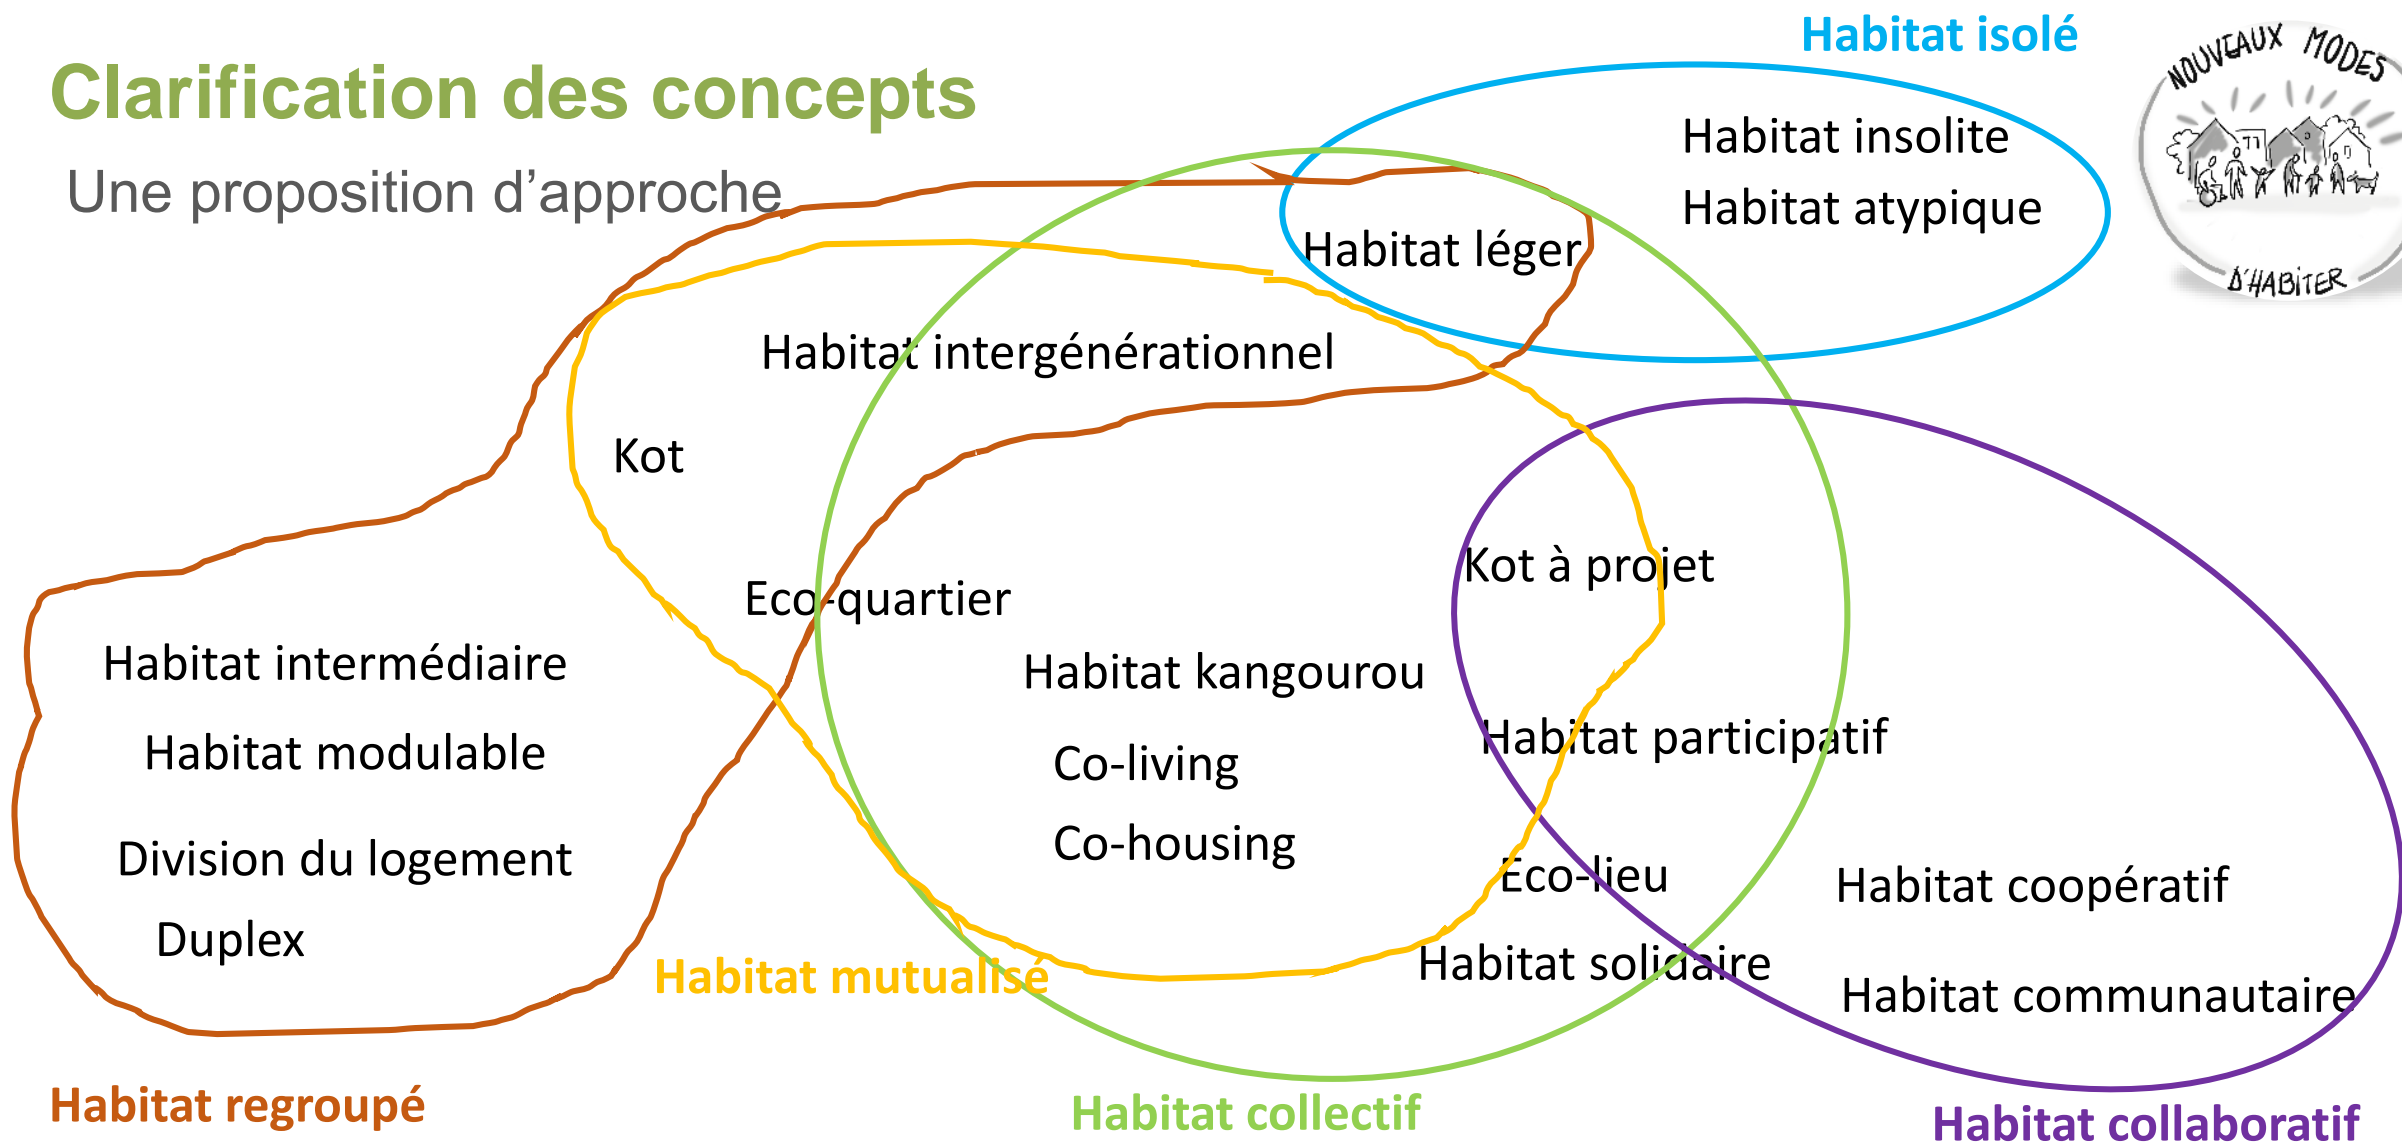 Habitat isolé
NOUVEAUX MODES
Clarification des concepts
Habitat insolite
Une proposition d’approche
Habitat atypique
Habitat léger
D'HABITER
Habitat intergénérationnel
Kot
Kot à projet
Eco-quartier
Habitat intermédiaire
Habitat kangourou
Habitat modulable
Habitat participatif
Co-living
Division du logement
Co-housing
Eco-lieu
Habitat coopératif
Duplex
Habitat mutualisé
Habitat solidaire
Habitat communautaire
Habitat regroupé
Habitat collectif
Habitat collaboratif